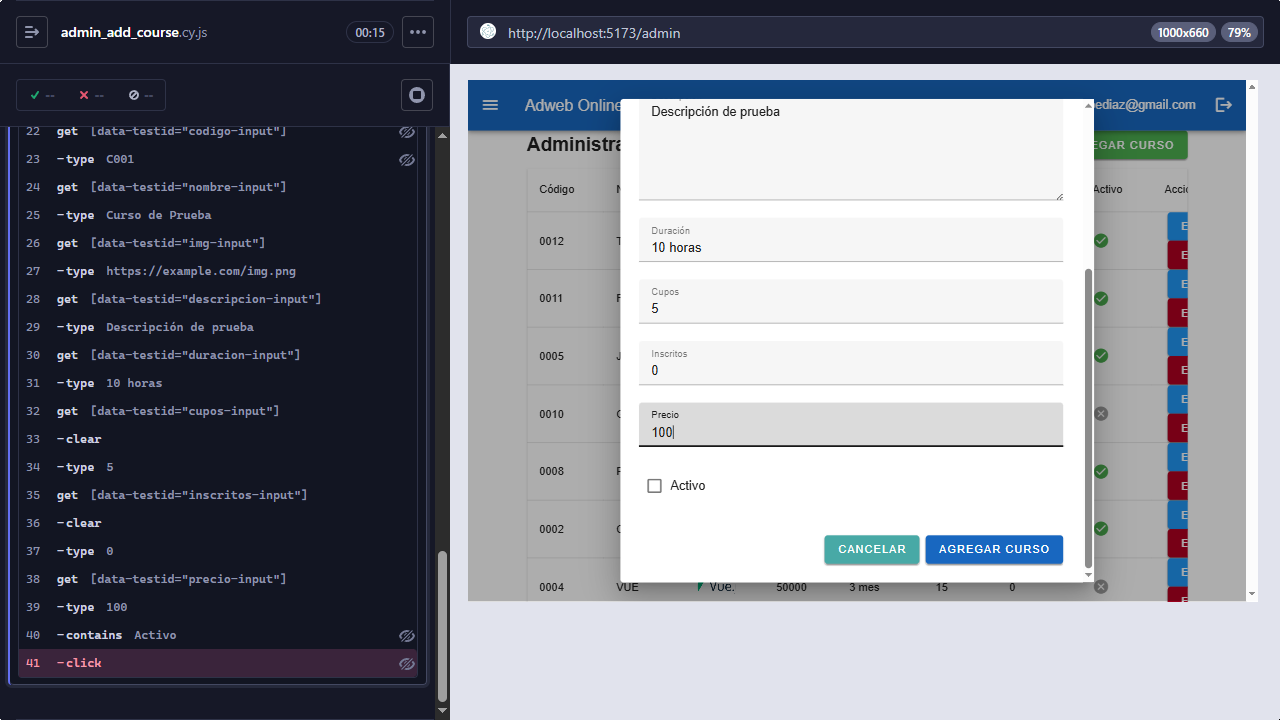 admin_add_course.cy.js
00:15
http://localhost:5173/admin
1000x660
79%
--
--
--
22 get [data-testid="codigo-input"]
23 -type C001
24 get [data-testid="nombre-input"]
25 -type Curso de Prueba
26 get [data-testid="img-input"]
27 -type https://example.com/img.png
28 get [data-testid="descripcion-input"]
29 -type Descripción de prueba
30 get [data-testid="duracion-input"]
31 -type 10 horas
32 get [data-testid="cupos-input"]
33 -clear
34 -type 5
35 get [data-testid="inscritos-input"]
36 -clear
37 -type 0
38 get [data-testid="precio-input"]
39 -type 100
40 -contains Activo
41 -click
Adweb Online
ediaz@gmail.com
Administra
EGAR CURSO
Código
Activo
Acci
0012
0011
0005
0010
0008
0002
0004 VUE Vue. 50000 3 mes 15 0
Descripción de prueba
Duración
10 horas
Cupos
5
Inscritos
0
Precio
100
Activo
CANCELAR
AGREGAR CURSO